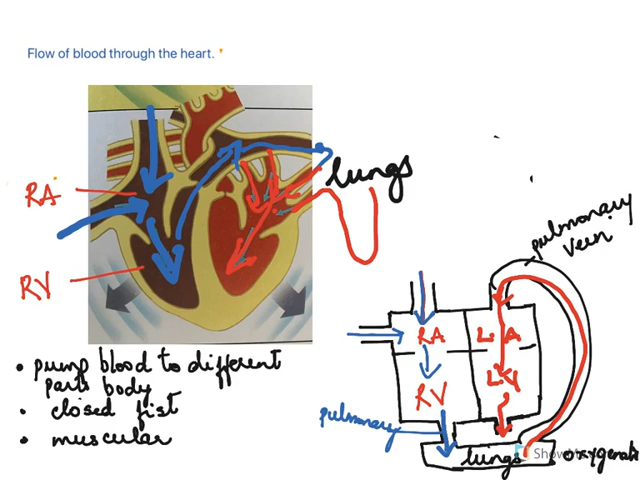 Flow of blood through the heart.
lungs
RA
RV
pulmonary
vein
RA
LA
RV
LV
pulmonary
lungs
oxygenate
• pump blood to different
parts body
• closed fist
• muscular